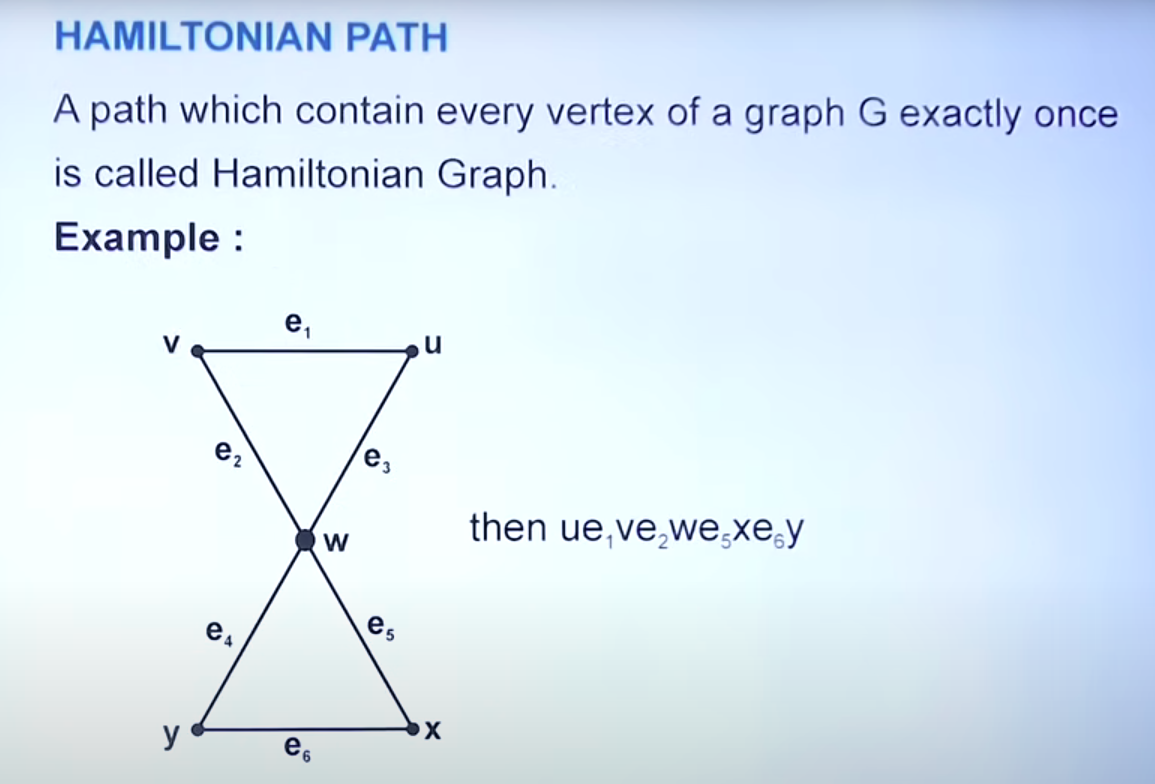 HAMILTONIAN PATH
A path which contain every vertex of a graph G exactly once
is called Hamiltonian Graph.
Example :
e₁
v
u
e₂
e₃
w
then ue₁ve₂we₅xe₆y
e₄
e₅
y
x
e₆